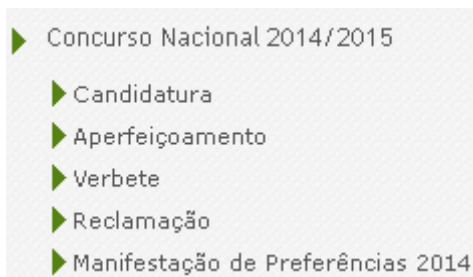 Concurso Nacional 2014/2015
Candidatura
Aperfeiçoamento
Verbete
Reclamação
Manifestação de Preferências 2014